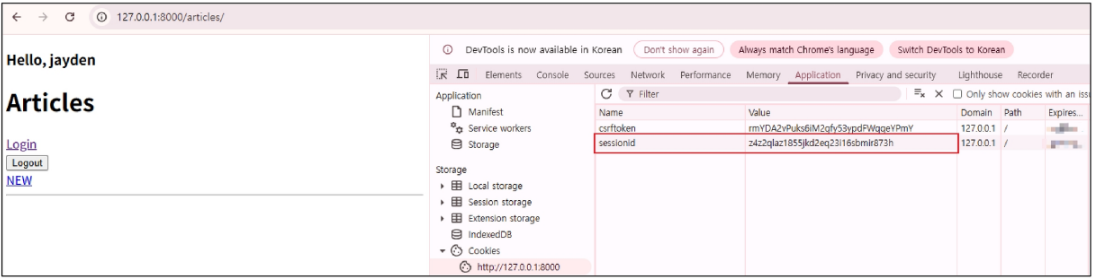 127.0.0.1:8000/articles/
Hello, jayden
Articles
Login
Logout
NEW
DevTools is now available in Korean Don't show again Always match Chrome's language Switch DevTools to Korean
Elements Console Sources Network Performance Memory Application Privacy and security Lighthouse Recorder
Application
Manifest
Service workers
Storage
Storage
Local storage
Session storage
Extension storage
IndexedDB
Cookies
http://127.0.0.1:8000
Filter Only show cookies with an issu
Name Value Domain Path Expires...
csrftoken rmYDA2vPuks6iM2qfy53ypdFWqqeYPmY 127.0.0.1 /
sessionid z4z2qlaz1855jkd2eq23i16sbmir873h 127.0.0.1 /